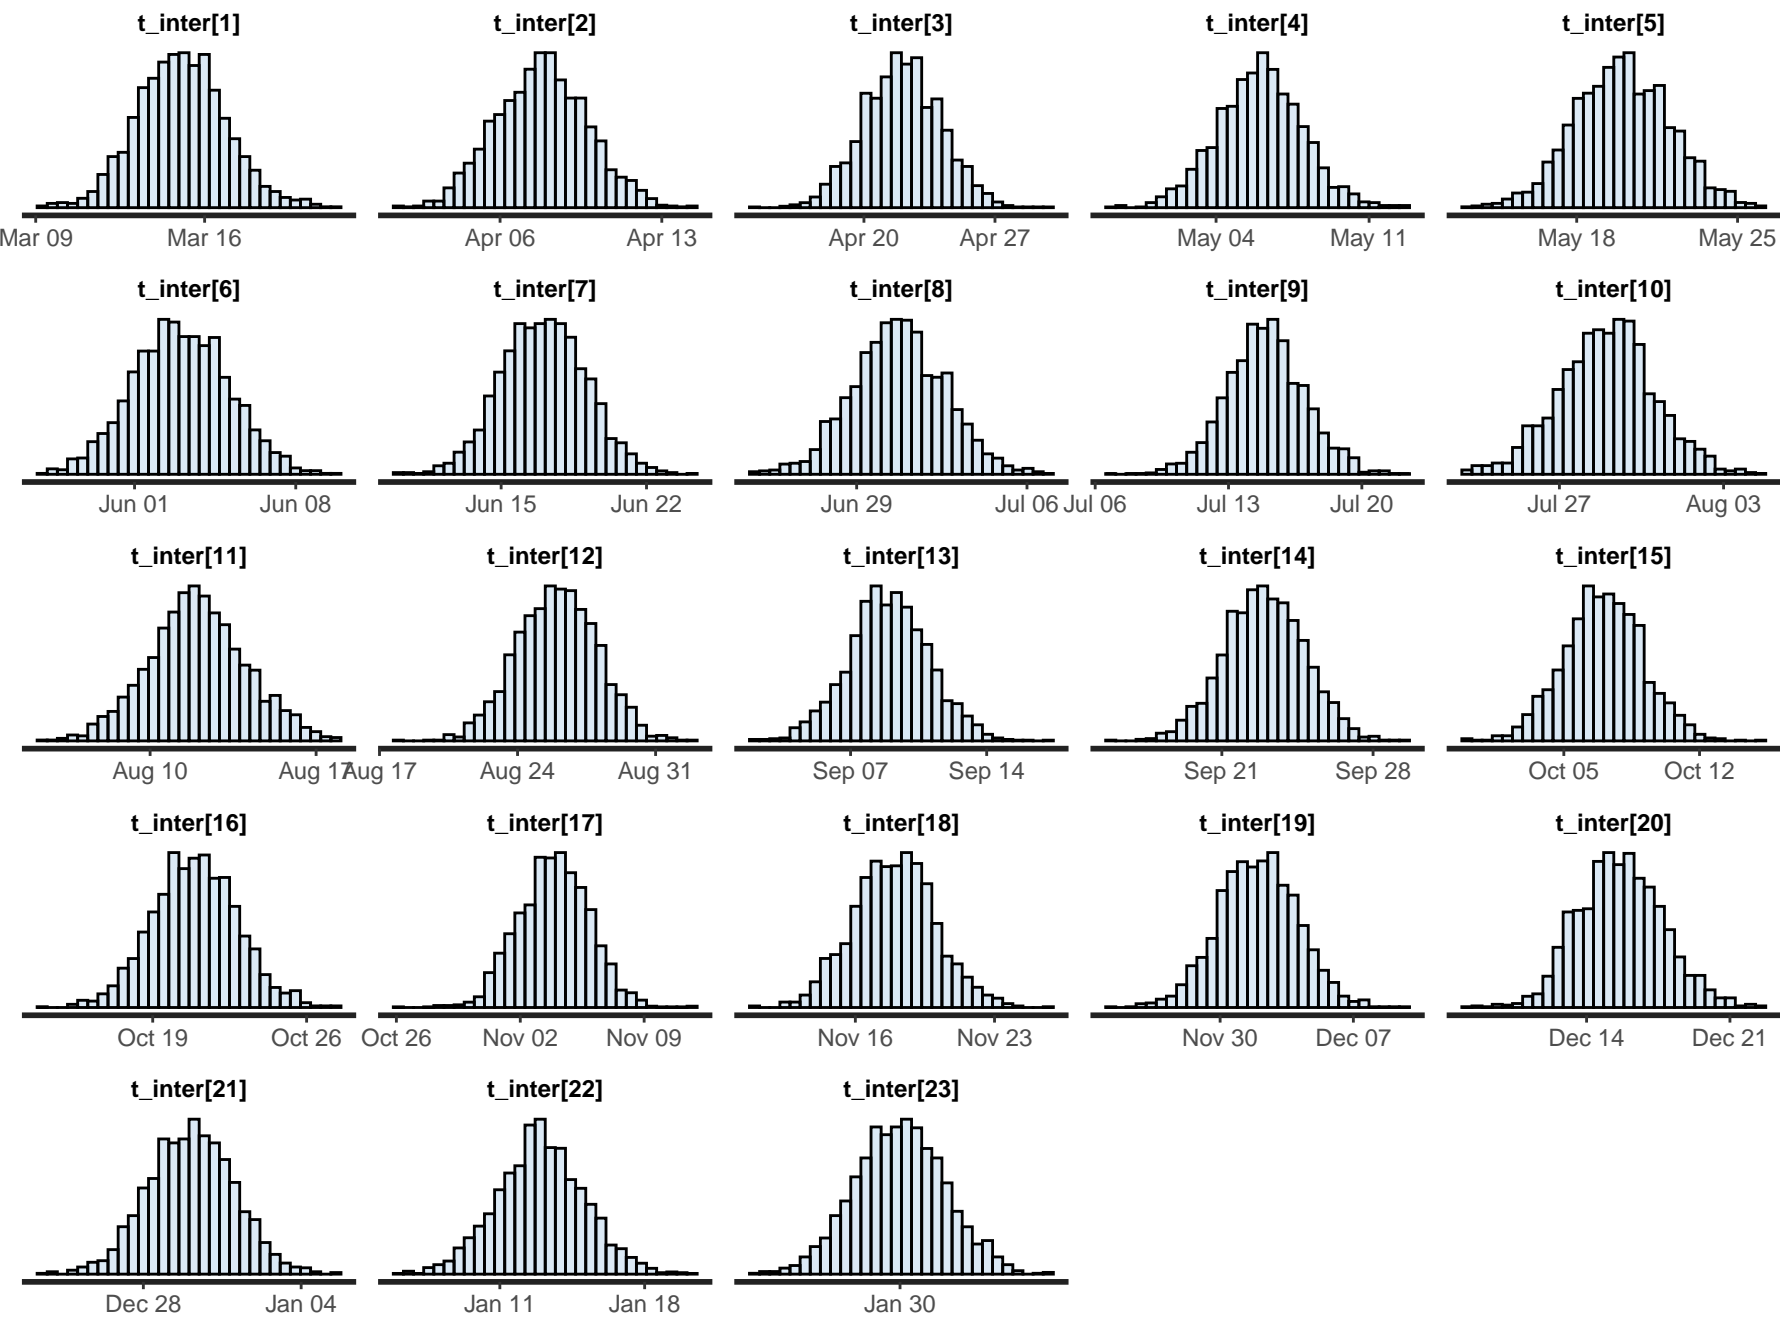 t_inter[1] t_inter[2] t_inter[3] t_inter[4] t_inter[5]
Mar 09 Mar 16 Apr 06 Apr 13 Apr 20 Apr 27 May 04 May 11 May 18 May 25
t_inter[6] t_inter[7] t_inter[8] t_inter[9] t_inter[10]
Jun 01 Jun 08 Jun 15 Jun 22 Jun 29 Jul 06 Jul 06 Jul 13 Jul 20 Jul 27 Aug 03
t_inter[11] t_inter[12] t_inter[13] t_inter[14] t_inter[15]
Aug 10 Aug 17 Aug 17 Aug 24 Aug 31 Sep 07 Sep 14 Sep 21 Sep 28 Oct 05 Oct 12
t_inter[16] t_inter[17] t_inter[18] t_inter[19] t_inter[20]
Oct 19 Oct 26 Oct 26 Nov 02 Nov 09 Nov 16 Nov 23 Nov 30 Dec 07 Dec 14 Dec 21
t_inter[21] t_inter[22] t_inter[23]
Dec 28 Jan 04 Jan 11 Jan 18 Jan 30